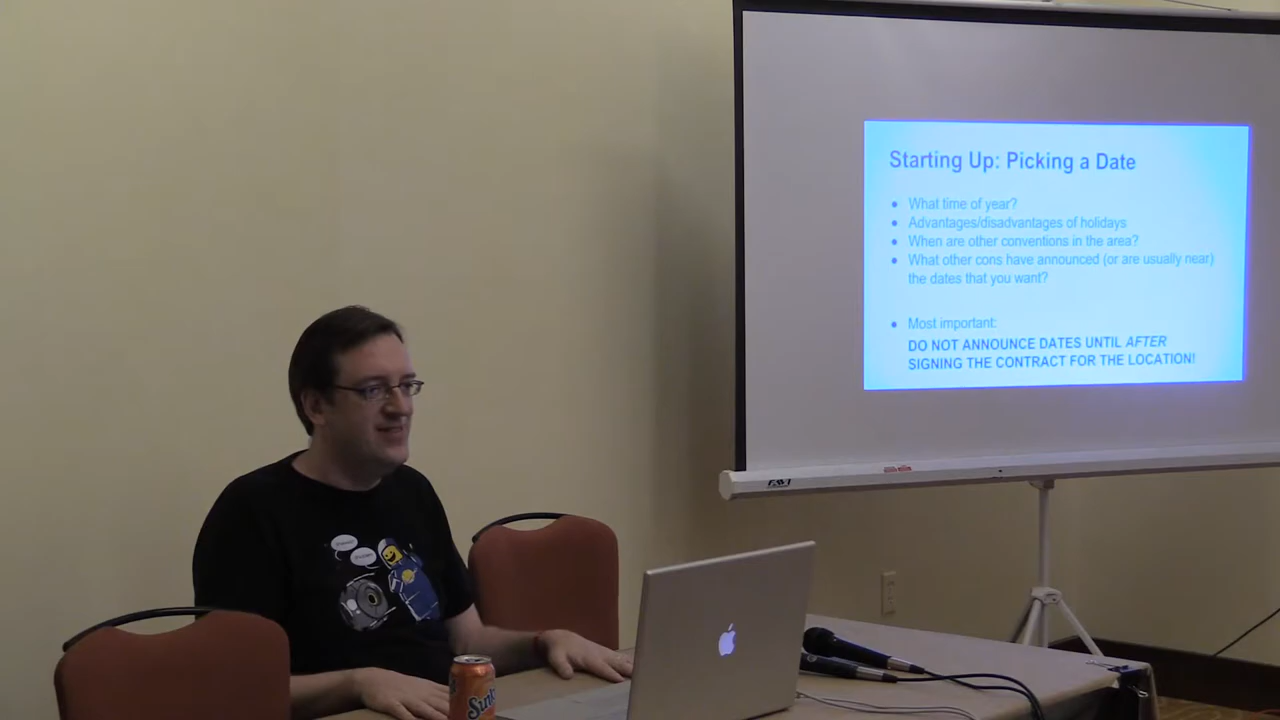 Starting Up: Picking a Date
• What time of year?
• Advantages/disadvantages of holidays
• When are other conventions in the area?
• What other cons have announced (or are usually near)
the dates that you want?
• Most important:
DO NOT ANNOUNCE DATES UNTIL AFTER
SIGNING THE CONTRACT FOR THE LOCATION!